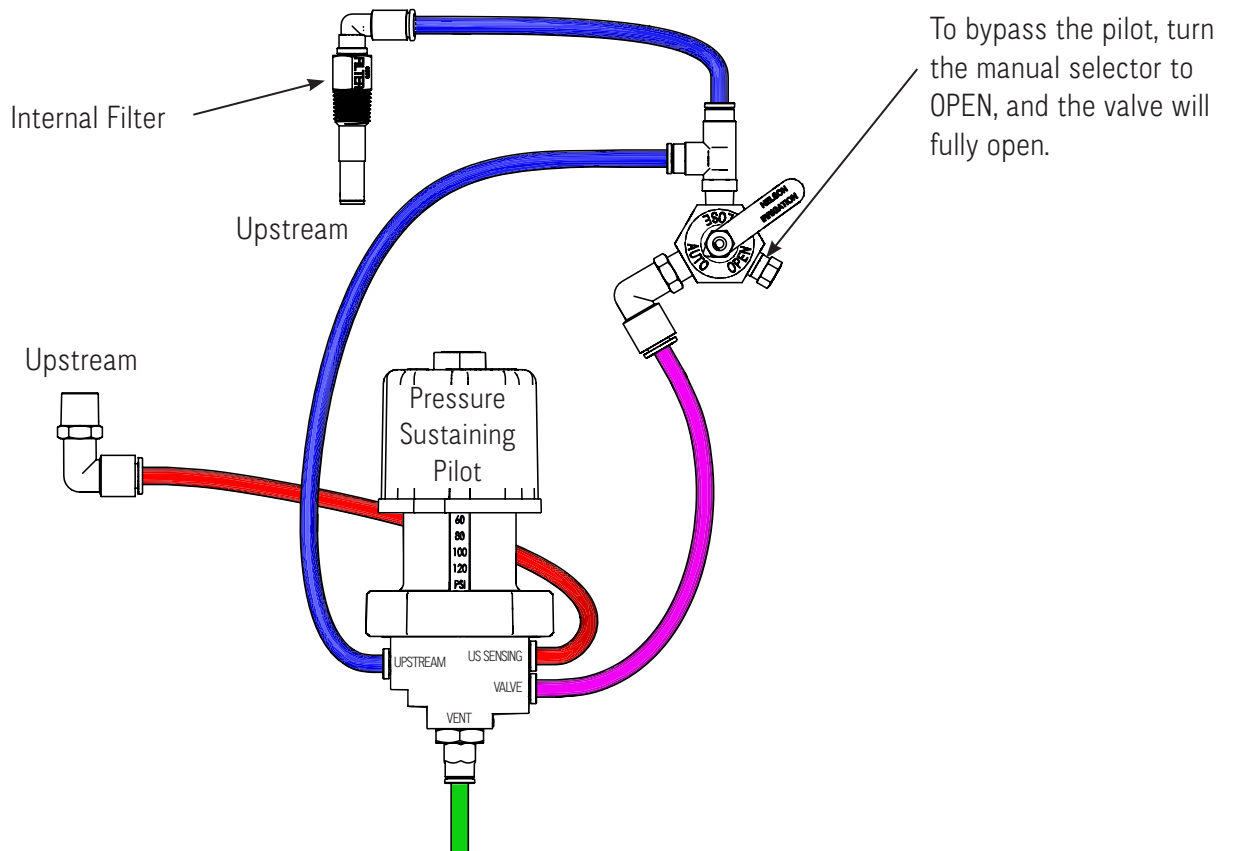 To bypass the pilot, turn
the manual selector to
OPEN, and the valve will
fully open.
FILTER
Internal Filter
Upstream
NELSON
IRRIGATION
CLOSE
AUTO
OPEN
Upstream
Pressure
Sustaining
Pilot
60
80
100
120
PSI
UPSTREAM
US SENSING
VALVE
VENT